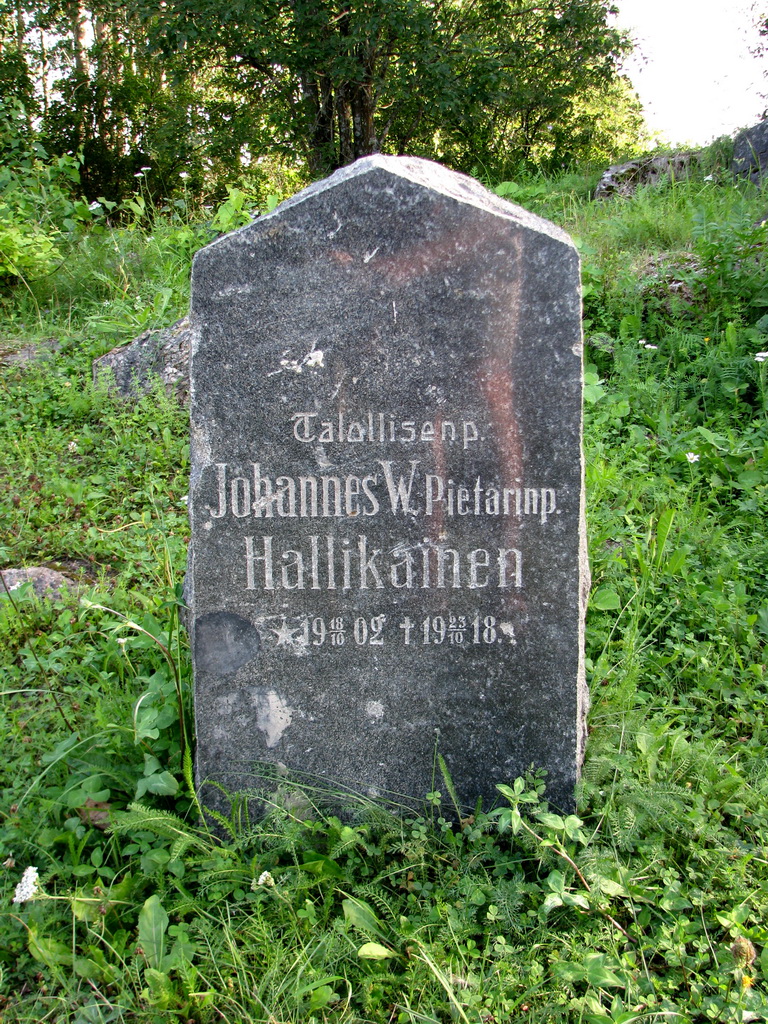 Talollisenp.
Johannes W. Pietarinp.
Hallikainen
★ 19 18/10 02 † 19 23/10 18.